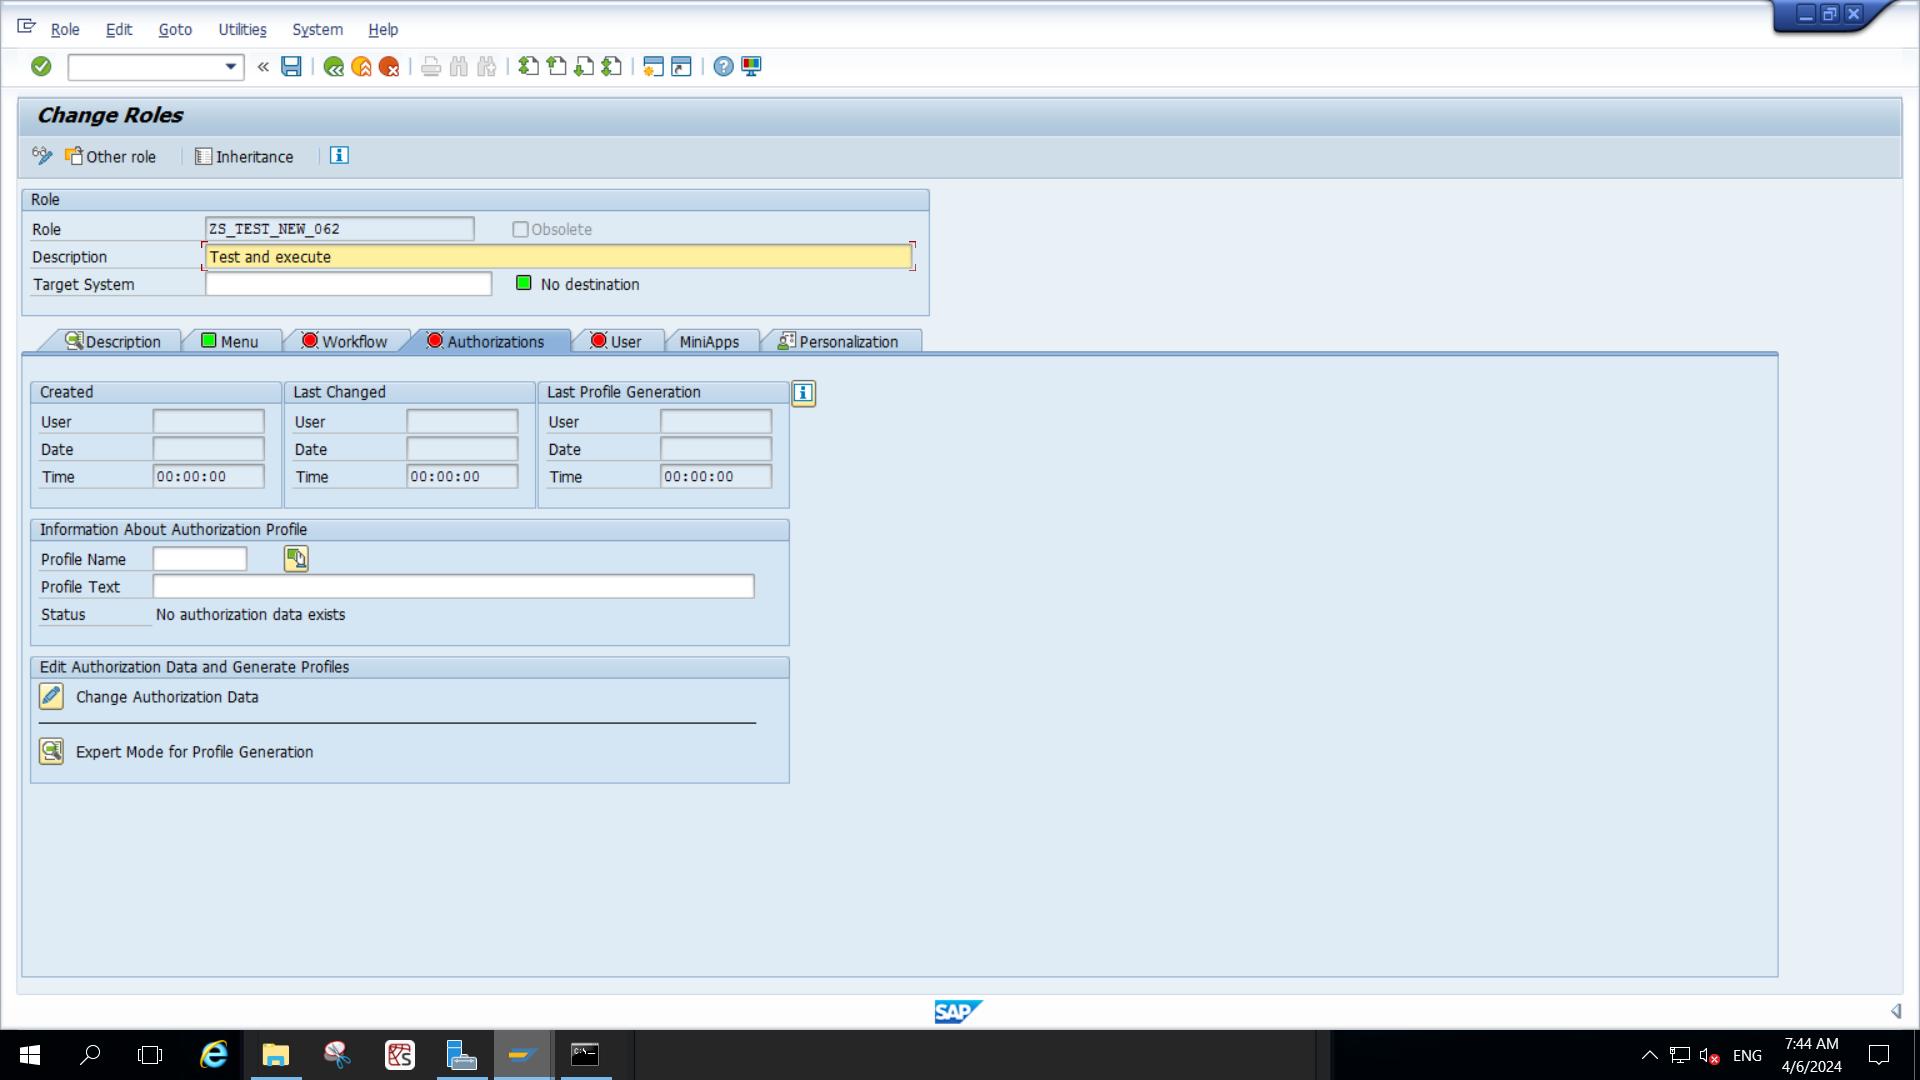 Role Edit Goto Utilities System Help
Change Roles
Other role Inheritance
Role
Role ZS_TEST_NEW_062 Obsolete
Description Test and execute
Target System No destination
Description Menu Workflow Authorizations User MiniApps Personalization
Created Last Changed Last Profile Generation
User User User
Date Date Date
Time 00:00:00 Time 00:00:00 Time 00:00:00
Information About Authorization Profile
Profile Name
Profile Text
Status No authorization data exists
Edit Authorization Data and Generate Profiles
Change Authorization Data
Expert Mode for Profile Generation
SAP
ENG
7:44 AM
4/6/2024